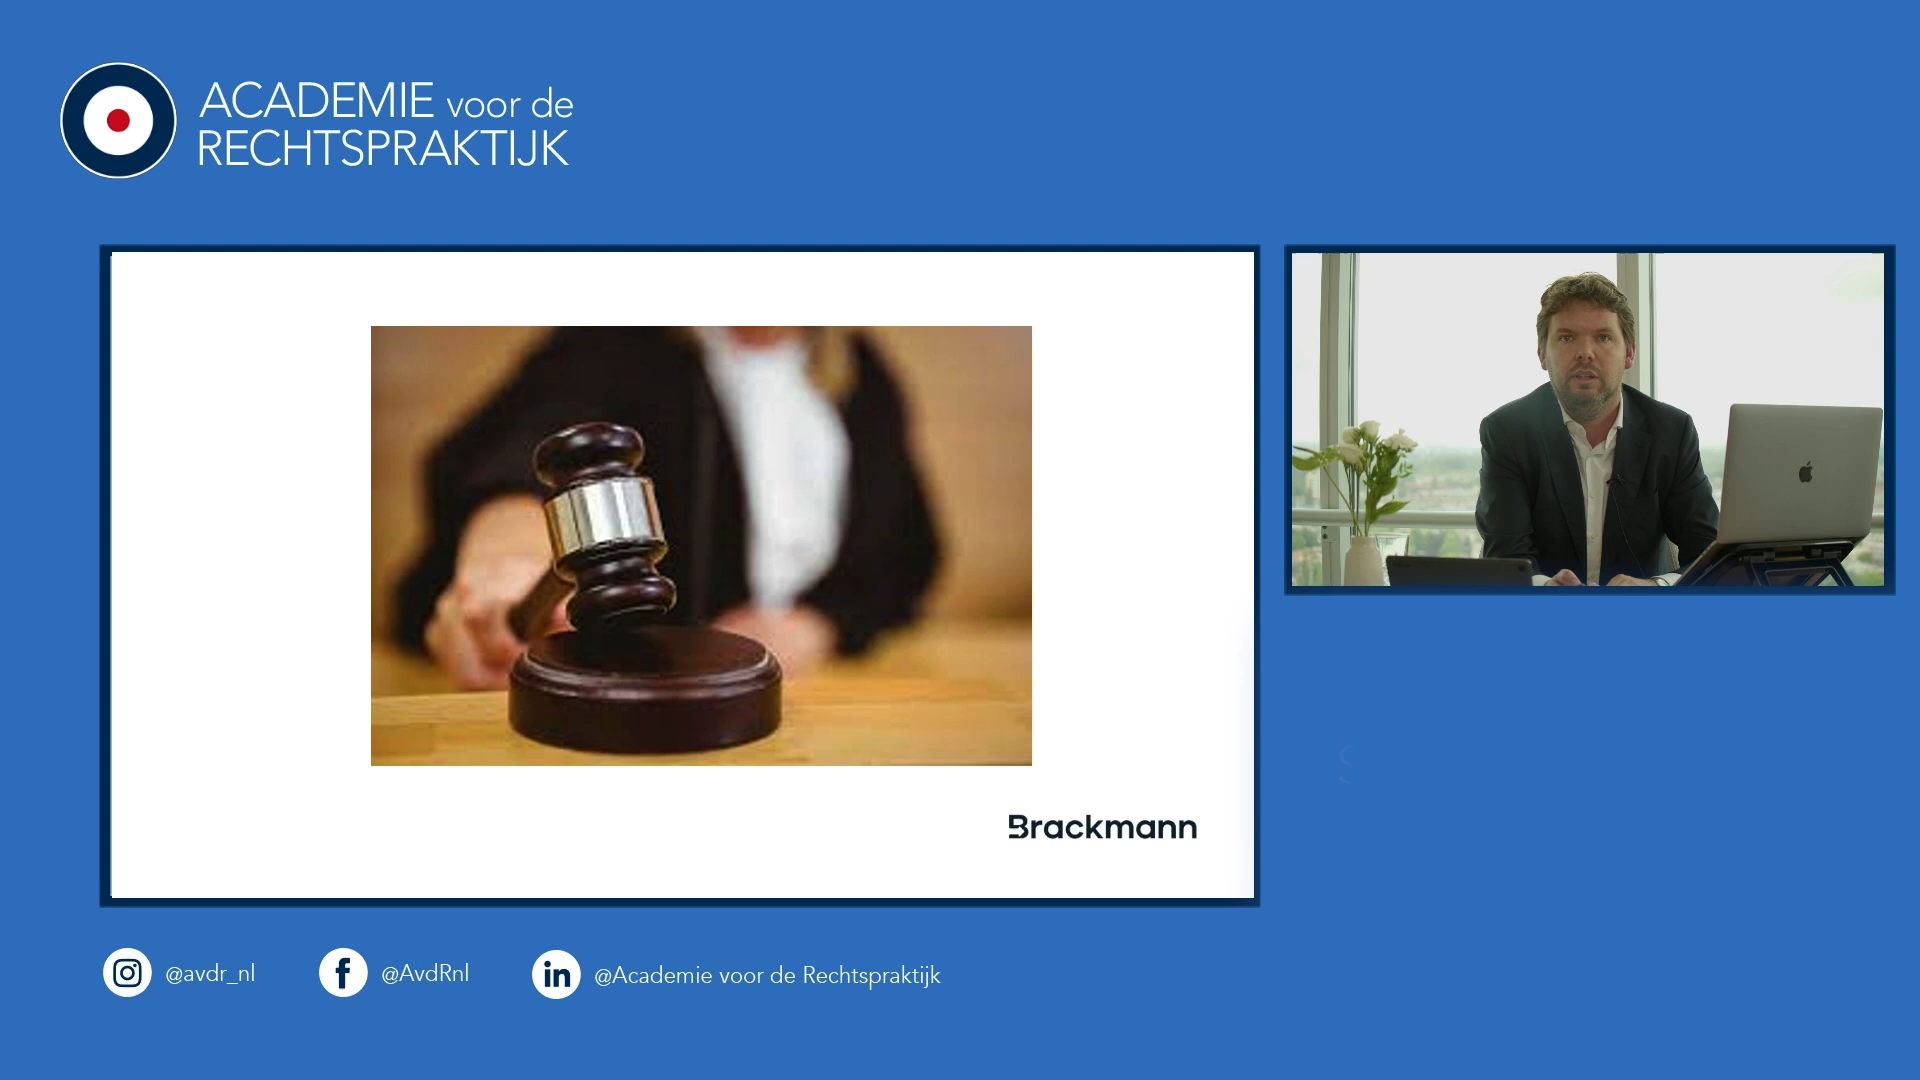 ACADEMIE voor de
RECHTSPRAKTIJK
Brackmann
@avdr_nl
@AvdRnl
@Academie voor de Rechtspraktijk